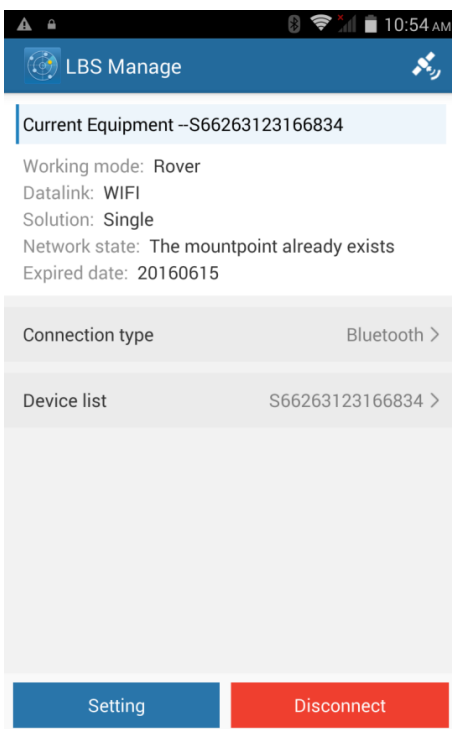 10:54 AM
LBS Manage
Current Equipment --S66263123166834
Working mode: Rover
Datalink: WIFI
Solution: Single
Network state: The mountpoint already exists
Expired date: 20160615
Connection type Bluetooth >
Device list S66263123166834 >
Setting Disconnect